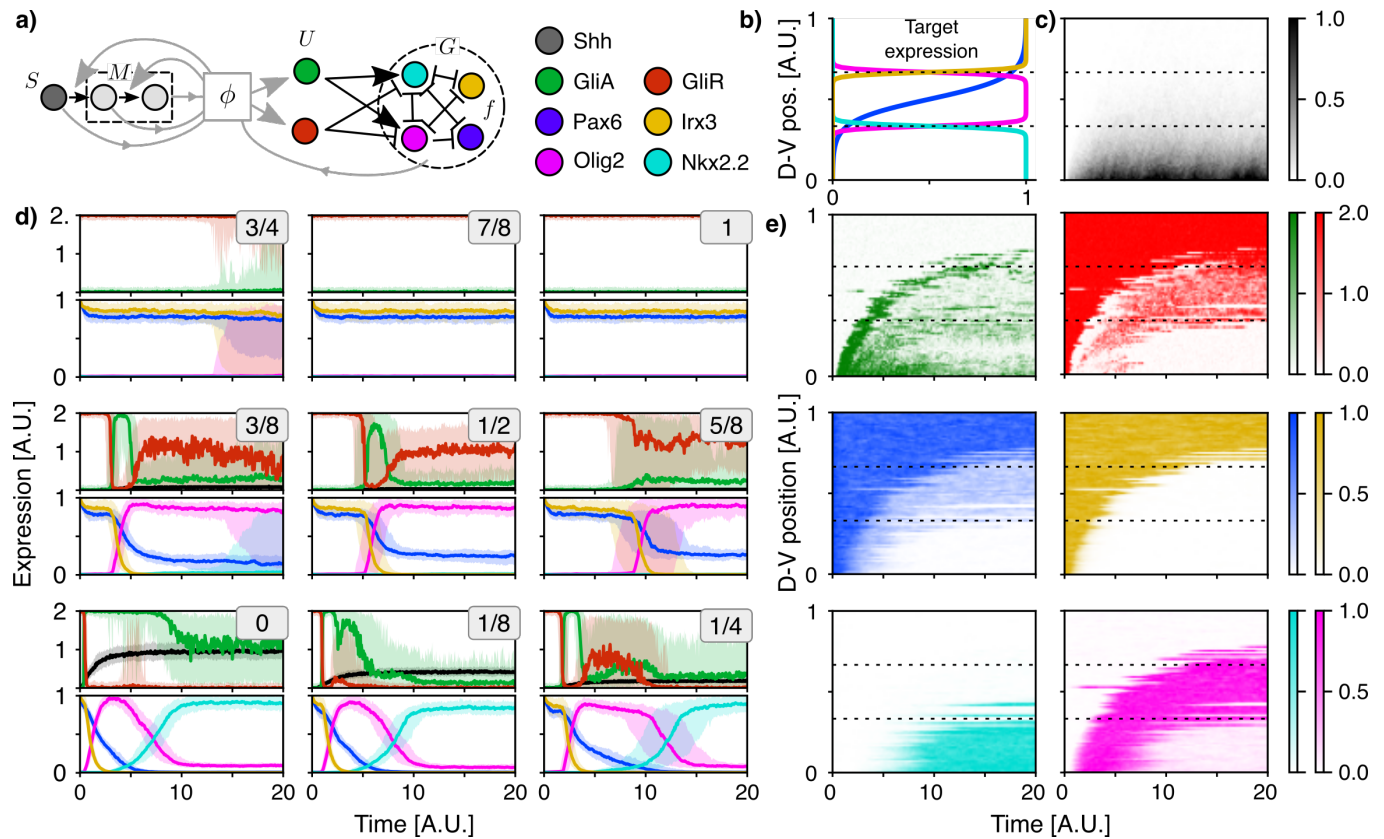 a)
S
M
ϕ
U
G
f
Shh
GliA
GliR
Pax6
Irx3
Olig2
Nkx2.2
b)
D-V pos. [A.U.]
1
0
Target
expression
0
1
c)
1.0
0.5
0.0
d)
Expression [A.U.]
2.
1
3/4
7/8
1
1
0
2
1
3/8
1/2
5/8
1
0
2
1
0
1/8
1/4
1
0
0
10
20
0
10
20
0
10
20
Time [A.U.]
e)
D-V position [A.U.]
1
0
2.0
1.0
0.0
1
0
1.0
0.5
0.0
1
0
1.0
0.5
0.0
0
10
20
0
10
20
Time [A.U.]